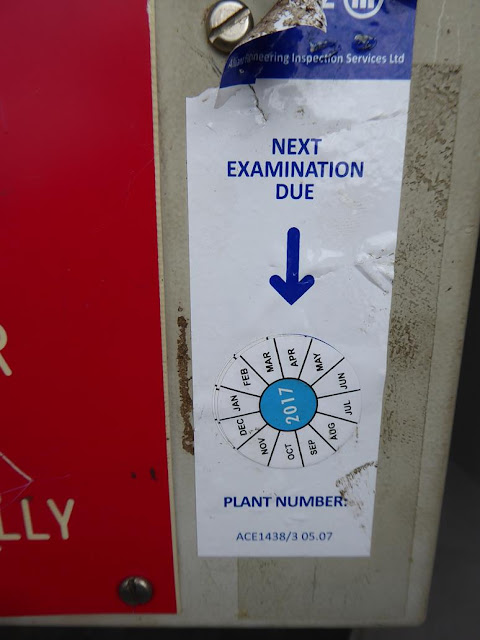 Engineering Inspection Services Ltd
NEXT
EXAMINATION
DUE
JAN
FEB
MAR
APR
MAY
JUN
JUL
AUG
SEP
OCT
NOV
DEC
2017
PLANT NUMBER:
ACE1438/3 05.07
R
LLY